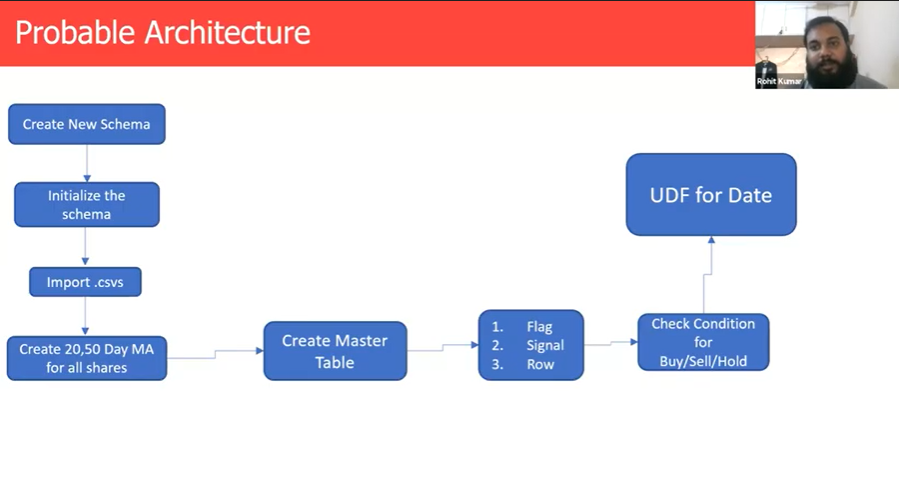 Probable Architecture
Rohit Kumar
Create New Schema
Initialize the
schema
Import .csvs
Create 20,50 Day MA
for all shares
Create Master
Table
1. Flag
2. Signal
3. Row
Check Condition
for
Buy/Sell/Hold
UDF for Date